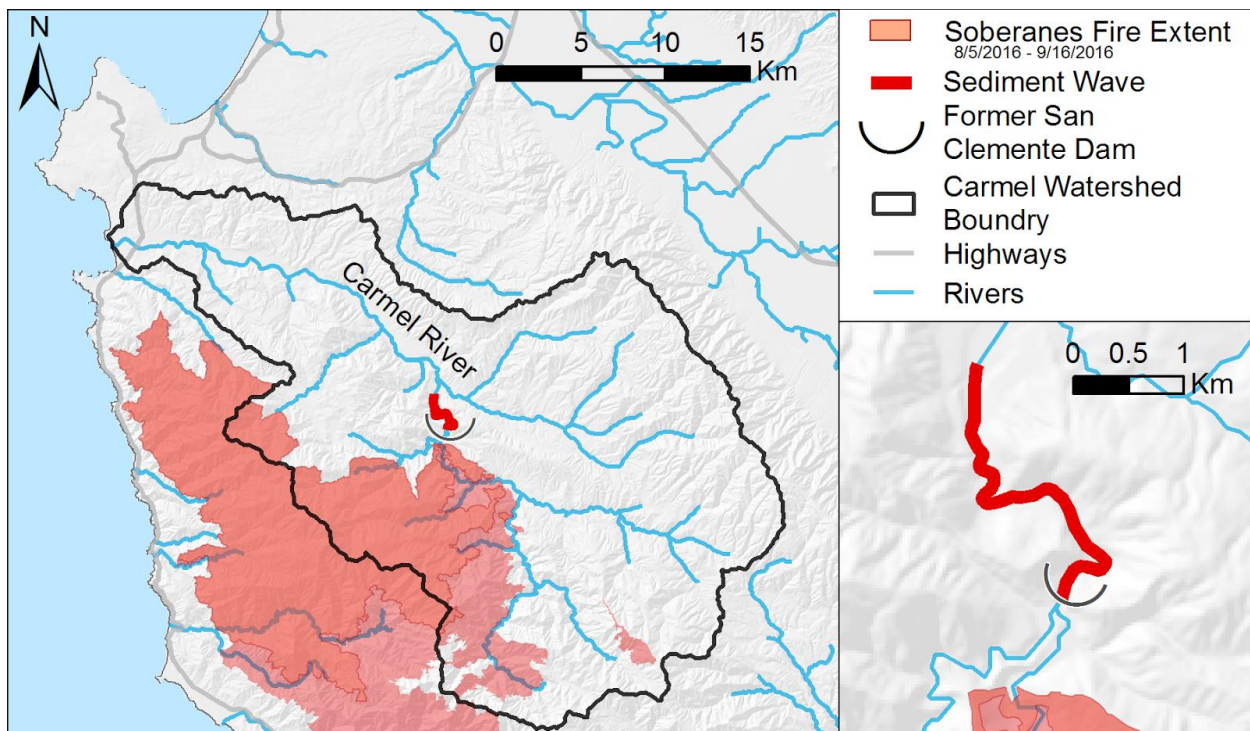 N
0 5 10 15
Km
Carmel River
Soberanes Fire Extent
8/5/2016 - 9/16/2016
Sediment Wave
Former San
Clemente Dam
Carmel Watershed
Boundry
Highways
Rivers
0 0.5 1
Km